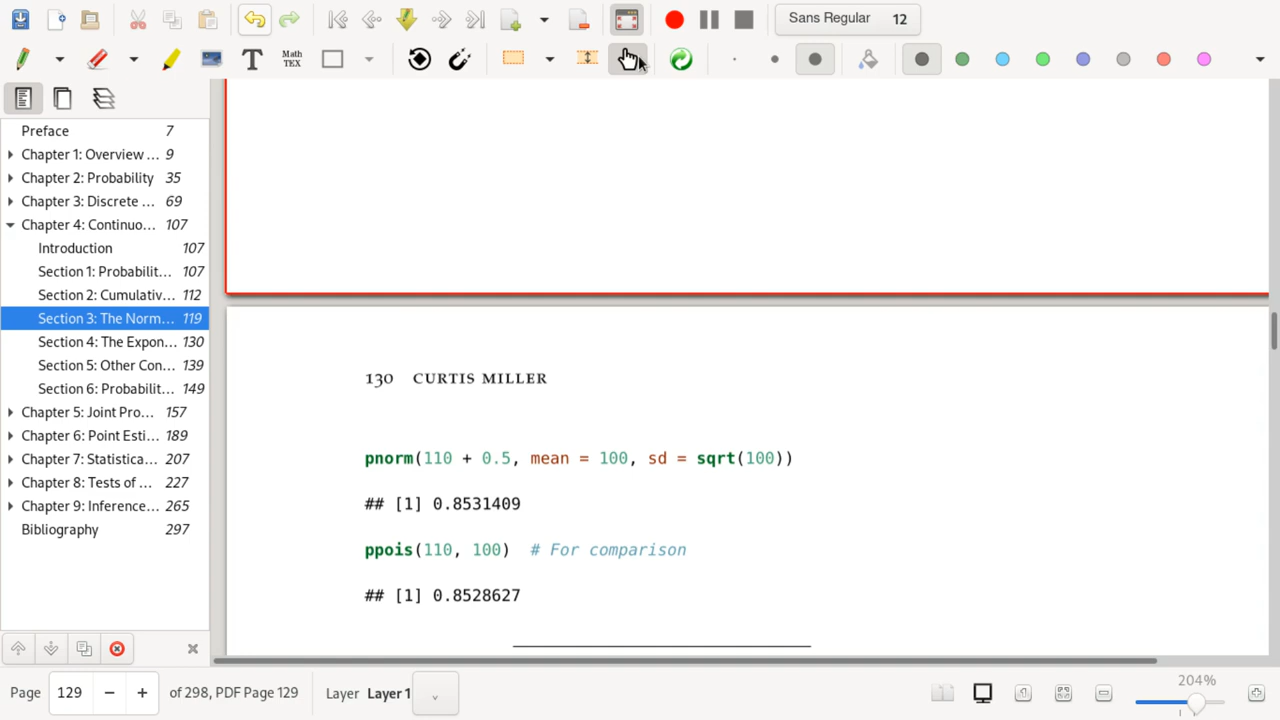 Sans Regular 12
T
Math
TEX
Preface 7
Chapter 1: Overview ... 9
Chapter 2: Probability 35
Chapter 3: Discrete ... 69
Chapter 4: Continuo... 107
Introduction 107
Section 1: Probabilit... 107
Section 2: Cumulativ... 112
Section 3: The Norm... 119
Section 4: The Expon... 130
Section 5: Other Con... 139
Section 6: Probabilit... 149
Chapter 5: Joint Pro... 157
Chapter 6: Point Esti... 189
Chapter 7: Statistica... 207
Chapter 8: Tests of ... 227
Chapter 9: Inference... 265
Bibliography 297
130 CURTIS MILLER
pnorm(110 + 0.5, mean = 100, sd = sqrt(100))
## [1] 0.8531409
ppois(110, 100) # For comparison
## [1] 0.8528627
Page 129 of 298, PDF Page 129 Layer Layer 1
204%